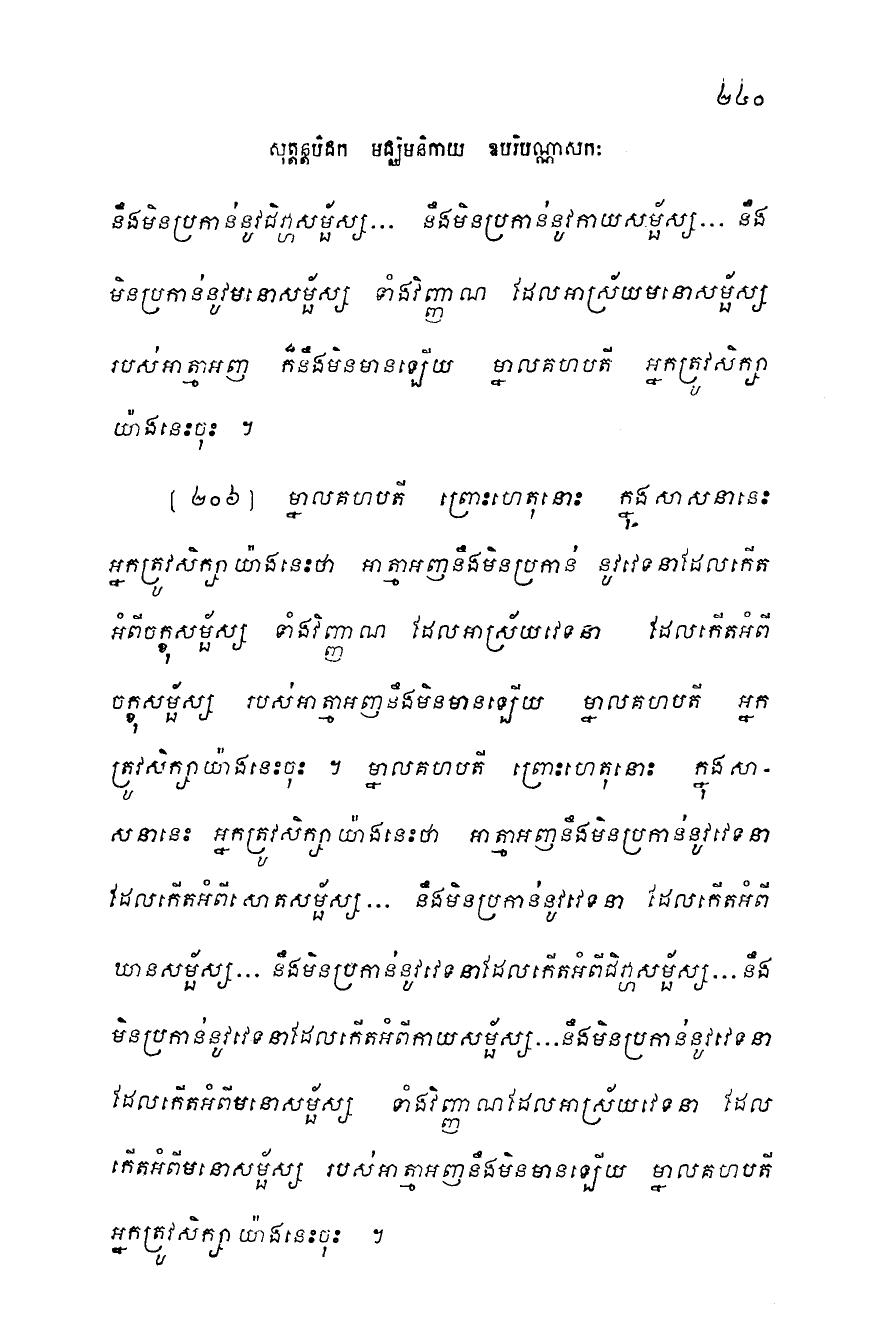 ២៤០
សុត្តន្តបិដក មជ្ឈិមនិកាយ ឧបរិបណ្ណាសកៈ
នឹងមិនប្រកាន់នូវជិវ្ហាសម្ផ័ស្ស... នឹងមិនប្រកាន់នូវកាយសម្ផ័ស្ស... នឹង
មិនប្រកាន់នូវមនោសម្ផ័ស្ស ទាំងវិញ្ញាណ ដែលអាស្រ័យមនោសម្ផ័ស្ស
របស់អាត្មាអញ ក៏នឹងមិនមានឡើយ ម្នាលគហបតី អ្នកត្រូវសិក្សា
យ៉ាងនេះចុះ ។
[ ២០៦ ] ម្នាលគហបតី ព្រោះហេតុនោះ ក្នុងសាសនានេះ
អ្នកត្រូវសិក្សាយ៉ាងនេះថា អាត្មាអញនឹងមិនប្រកាន់ នូវវេទនាដែលកើត
អំពីចក្ខុសម្ផ័ស្ស ទាំងវិញ្ញាណ ដែលអាស្រ័យវេទនា ដែលកើតអំពី
ចក្ខុសម្ផ័ស្ស របស់អាត្មាអញនឹងមិនមានឡើយ ម្នាលគហបតី អ្នក
ត្រូវសិក្សាយ៉ាងនេះចុះ ។ ម្នាលគហបតី ព្រោះហេតុនោះ ក្នុងសា-
សនានេះ អ្នកត្រូវសិក្សាយ៉ាងនេះថា អាត្មាអញនឹងមិនប្រកាន់នូវវេទនា
ដែលកើតអំពីសោតសម្ផ័ស្ស... នឹងមិនប្រកាន់នូវវេទនា ដែលកើតអំពី
ឃានសម្ផ័ស្ស... នឹងមិនប្រកាន់នូវវេទនាដែលកើតអំពីជិវ្ហាសម្ផ័ស្ស... នឹង
មិនប្រកាន់នូវវេទនាដែលកើតអំពីកាយសម្ផ័ស្ស...នឹងមិនប្រកាន់នូវវេទនា
ដែលកើតអំពីមនោសម្ផ័ស្ស ទាំងវិញ្ញាណដែលអាស្រ័យវេទនា ដែល
កើតអំពីមនោសម្ផ័ស្ស របស់អាត្មាអញនឹងមិនមានឡើយ ម្នាលគហបតី
អ្នកត្រូវសិក្សាយ៉ាងនេះចុះ ។